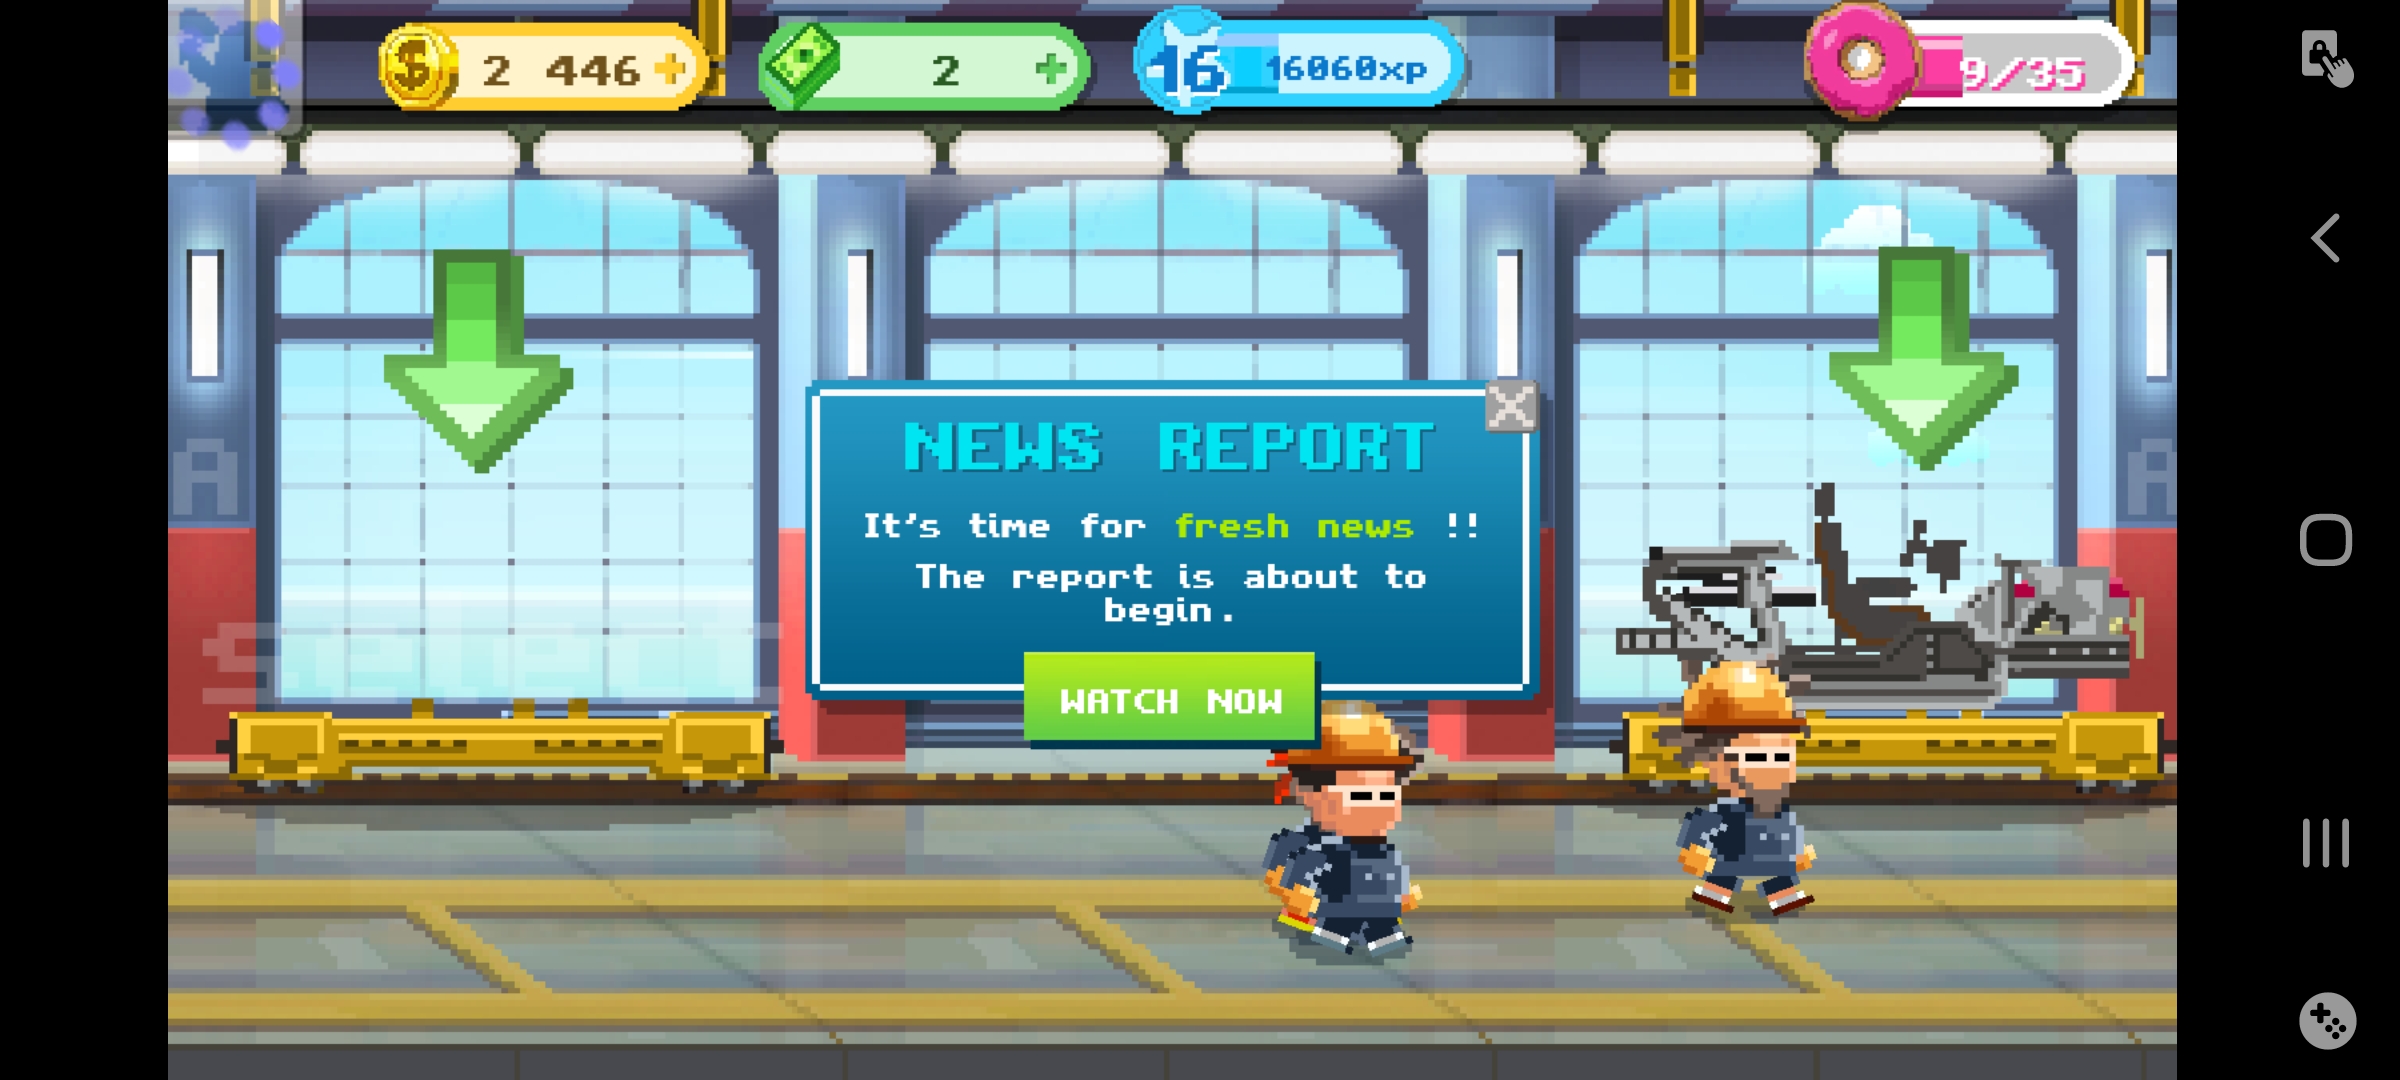 2 446
2
16 16060xp
9/35
A
A
NEWS REPORT
It's time for fresh news !!
The report is about to
begin.
Select
WATCH NOW